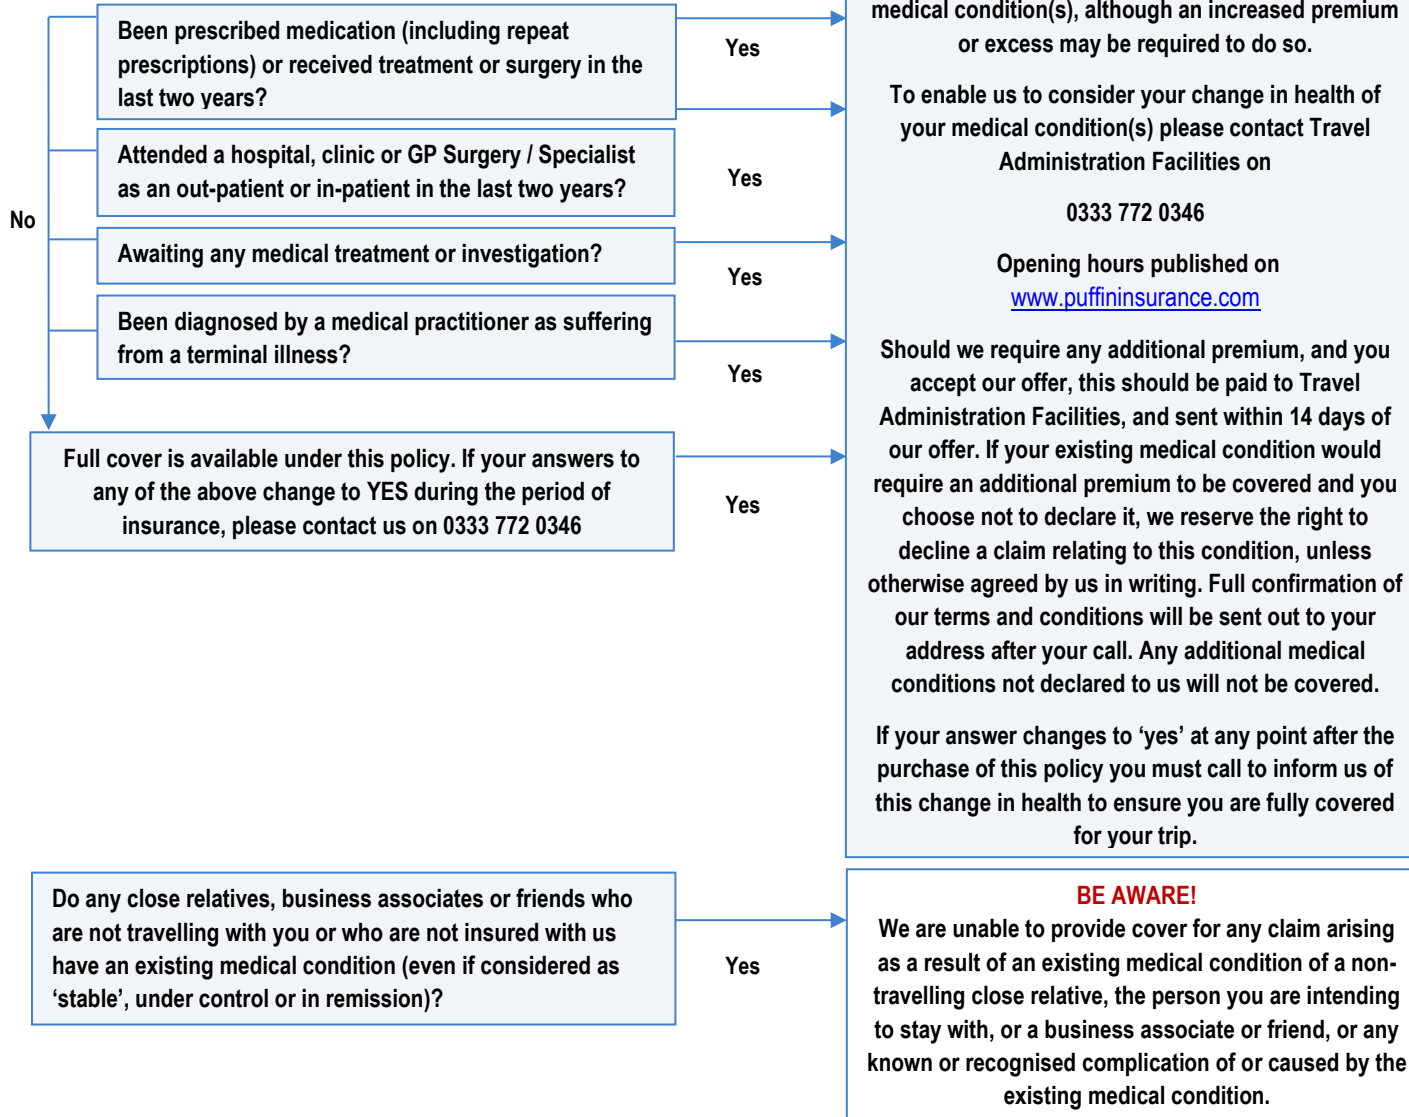 Been prescribed medication (including repeat
prescriptions) or received treatment or surgery in the
last two years?
Yes
Attended a hospital, clinic or GP Surgery / Specialist
as an out-patient or in-patient in the last two years?
Yes
No
Awaiting any medical treatment or investigation?
Yes
Been diagnosed by a medical practitioner as suffering
from a terminal illness?
Yes
Full cover is available under this policy. If your answers to
any of the above change to YES during the period of
insurance, please contact us on 0333 772 0346
Yes
medical condition(s), although an increased premium
or excess may be required to do so.
To enable us to consider your change in health of
your medical condition(s) please contact Travel
Administration Facilities on
0333 772 0346
Opening hours published on
www.puffininsurance.com
Should we require any additional premium, and you
accept our offer, this should be paid to Travel
Administration Facilities, and sent within 14 days of
our offer. If your existing medical condition would
require an additional premium to be covered and you
choose not to declare it, we reserve the right to
decline a claim relating to this condition, unless
otherwise agreed by us in writing. Full confirmation of
our terms and conditions will be sent out to your
address after your call. Any additional medical
conditions not declared to us will not be covered.
If your answer changes to ‘yes’ at any point after the
purchase of this policy you must call to inform us of
this change in health to ensure you are fully covered
for your trip.
Do any close relatives, business associates or friends who
are not travelling with you or who are not insured with us
have an existing medical condition (even if considered as
‘stable’, under control or in remission)?
Yes
BE AWARE!
We are unable to provide cover for any claim arising
as a result of an existing medical condition of a non-
travelling close relative, the person you are intending
to stay with, or a business associate or friend, or any
known or recognised complication of or caused by the
existing medical condition.